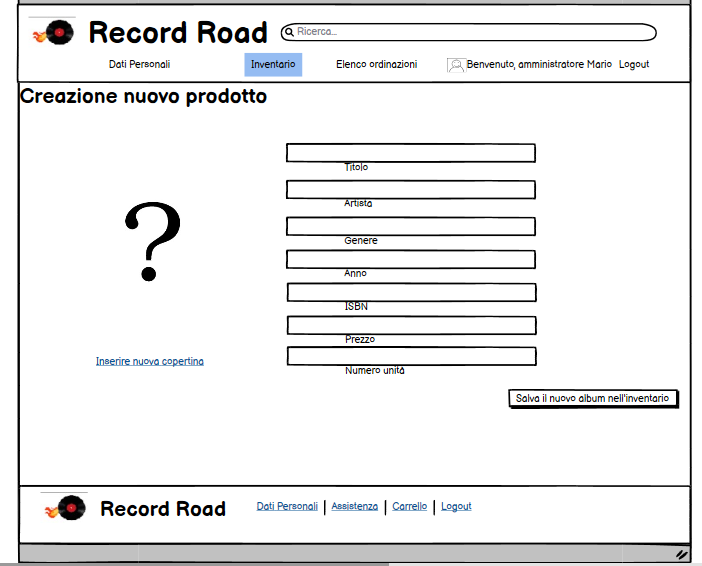 Record Road
Ricerca...
Dati Personali
Inventario
Elenco ordinazioni
Benvenuto, amministratore Mario
Logout
Creazione nuovo prodotto
?
Titolo
Artista
Genere
Anno
ISBN
Prezzo
Inserire nuova copertina
Numero unità
Salva il nuovo album nell'inventario
Record Road
Dati Personali | Assistenza | Carrello | Logout